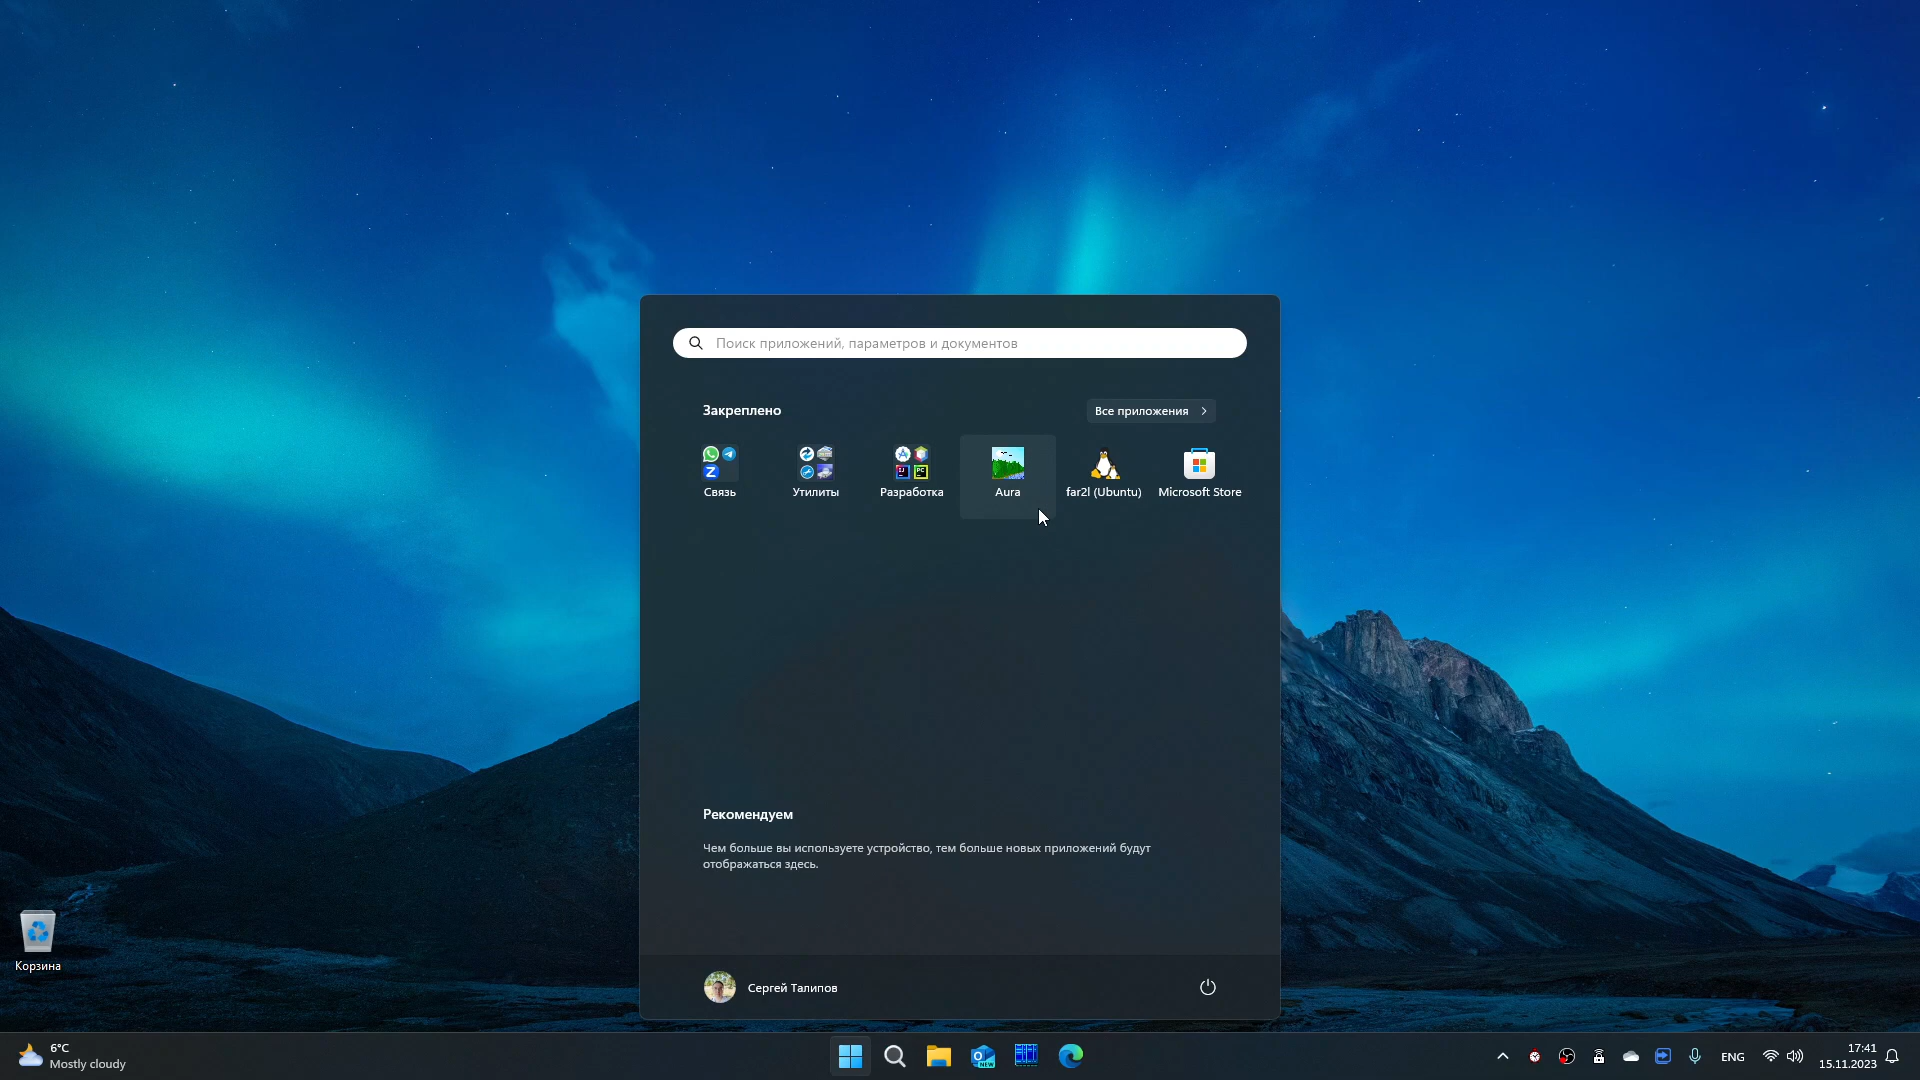 Поиск приложений, параметров и документов
Закреплено
Все приложения
Связь
Утилиты
Разработка
Aura
far2l (Ubuntu)
Microsoft Store
Рекомендуем
Чем больше вы используете устройство, тем больше новых приложений будут
отображаться здесь.
Корзина
Сергей Талипов
6°C
Mostly cloudy
ENG
17:41
15.11.2023